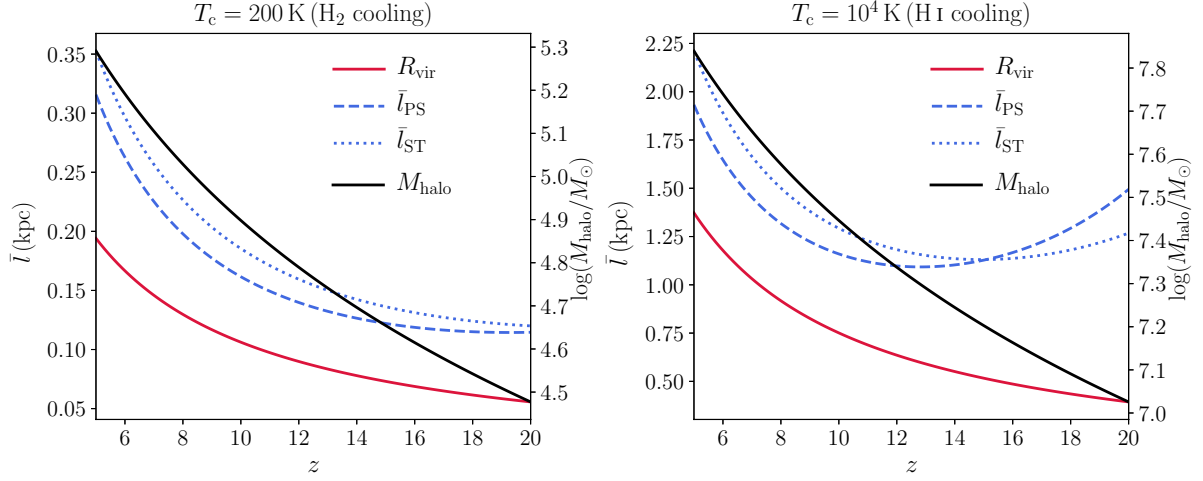 T_c = 200 K (H₂ cooling)
0.35
0.30
0.25
0.20
0.15
0.10
0.05
l̄ (kpc)
R_vir
l̄_PS
l̄_ST
M_halo
5.3
5.2
5.1
5.0
4.9
4.8
4.7
4.6
4.5
log(M_halo/M_⊙)
6 8 10 12 14 16 18 20
z
T_c = 10⁴ K (H I cooling)
2.25
2.00
1.75
1.50
1.25
1.00
0.75
0.50
l̄ (kpc)
R_vir
l̄_PS
l̄_ST
M_halo
7.8
7.7
7.6
7.5
7.4
7.3
7.2
7.1
7.0
log(M_halo/M_⊙)
6 8 10 12 14 16 18 20
z